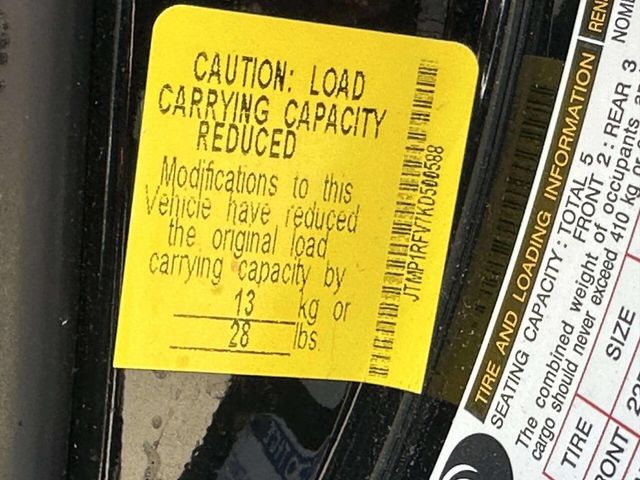 CAUTION: LOAD
CARRYING CAPACITY
REDUCED
Modifications to this
Vehicle have reduced
the original load
carrying capacity by
13 kg or
28 lbs.
JTMP1RFV7KD500588
TIRE AND LOADING INFORMATION
SEATING CAPACITY: TOTAL 5 FRONT 2: REAR 3
The combined weight of occupants
cargo should never exceed 410 kg
TIRE SIZE